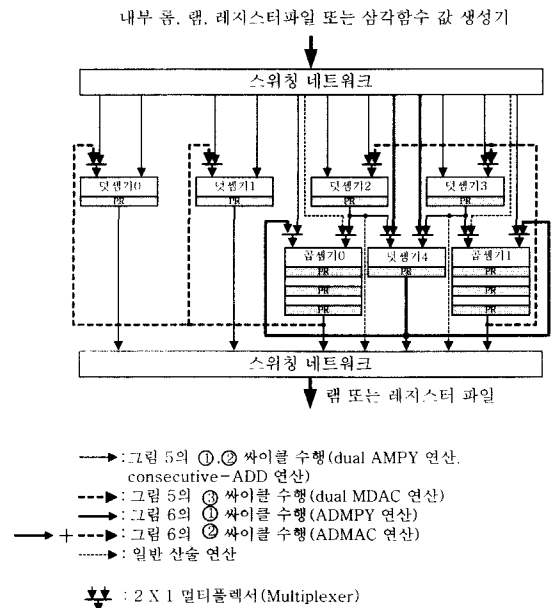 내부 롬, 램, 레지스터파일 또는 삼각함수 값 생성기
스위칭 네트워크
덧셈기0
PR
덧셈기1
PR
덧셈기2
PR
덧셈기3
PR
곱셈기0
PR
PR
PR
덧셈기4
PR
곱셈기1
PR
PR
PR
스위칭 네트워크
램 또는 레지스터 파일
:그림 5의 ①,② 싸이클 수행(dual AMPY 연산,
consecutive-ADD 연산)
:그림 5의 ③ 싸이클 수행(dual MDAC 연산)
:그림 6의 ① 싸이클 수행(ADMPY 연산)
+ :그림 6의 ② 싸이클 수행(ADMAC 연산)
:일반 산술 연산
: 2 X 1 멀티플렉서(Multiplexer)